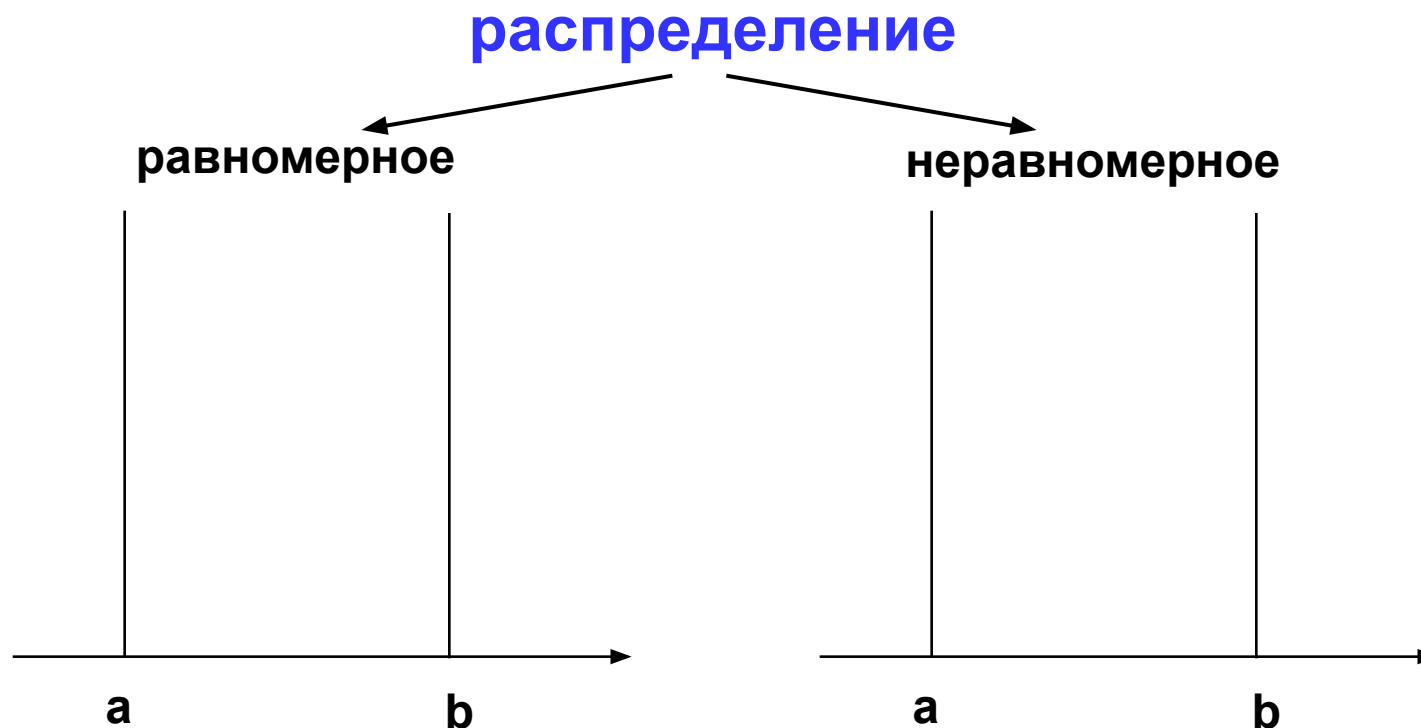 распределение
равномерное неравномерное
a b a b